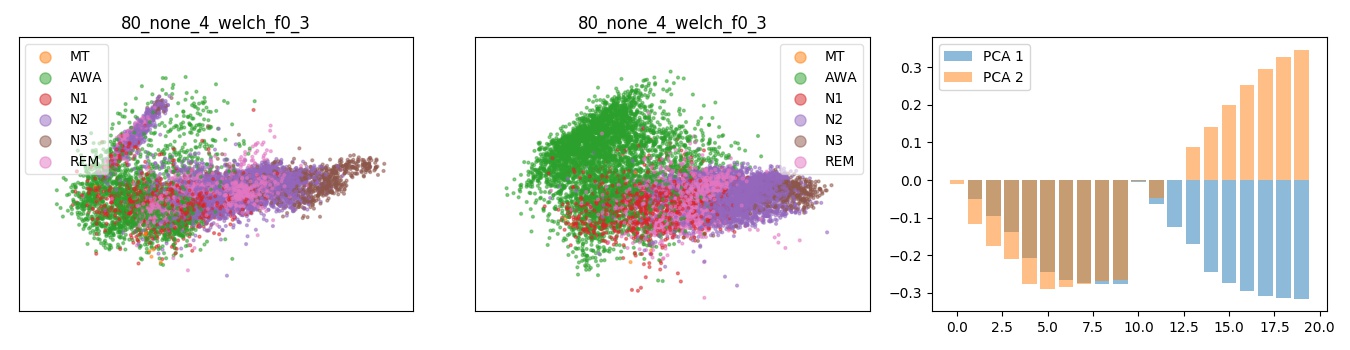 80_none_4_welch_f0_3
MT
AWA
N1
N2
N3
REM
80_none_4_welch_f0_3
MT
AWA
N1
N2
N3
REM
PCA 1
PCA 2
0.3
0.2
0.1
0.0
−0.1
−0.2
−0.3
0.0 2.5 5.0 7.5 10.0 12.5 15.0 17.5 20.0